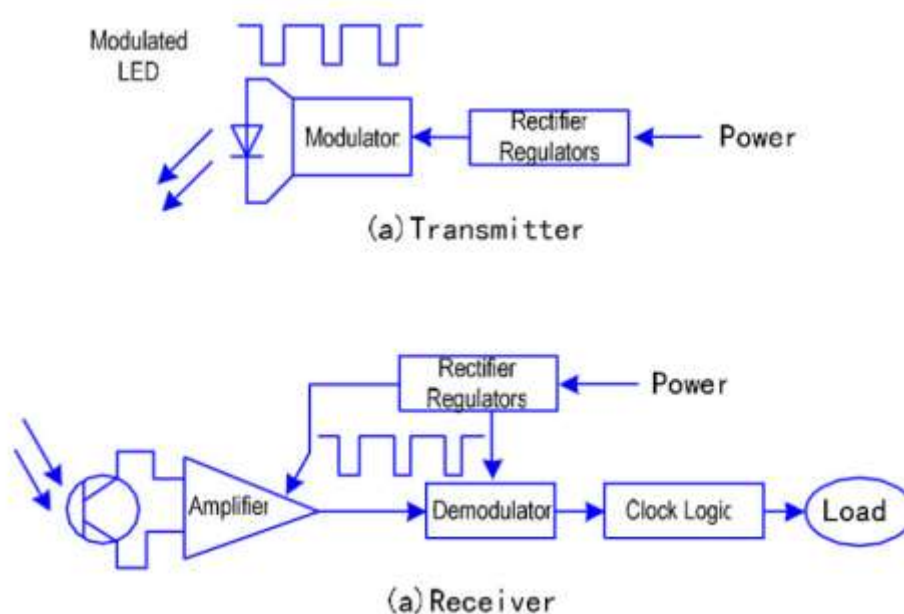 Modulated
LED
Modulator
Rectifier
Regulators
Power
(a)Transmitter
Rectifier
Regulators
Power
Amplifier
Demodulator
Clock Logic
Load
(a)Receiver